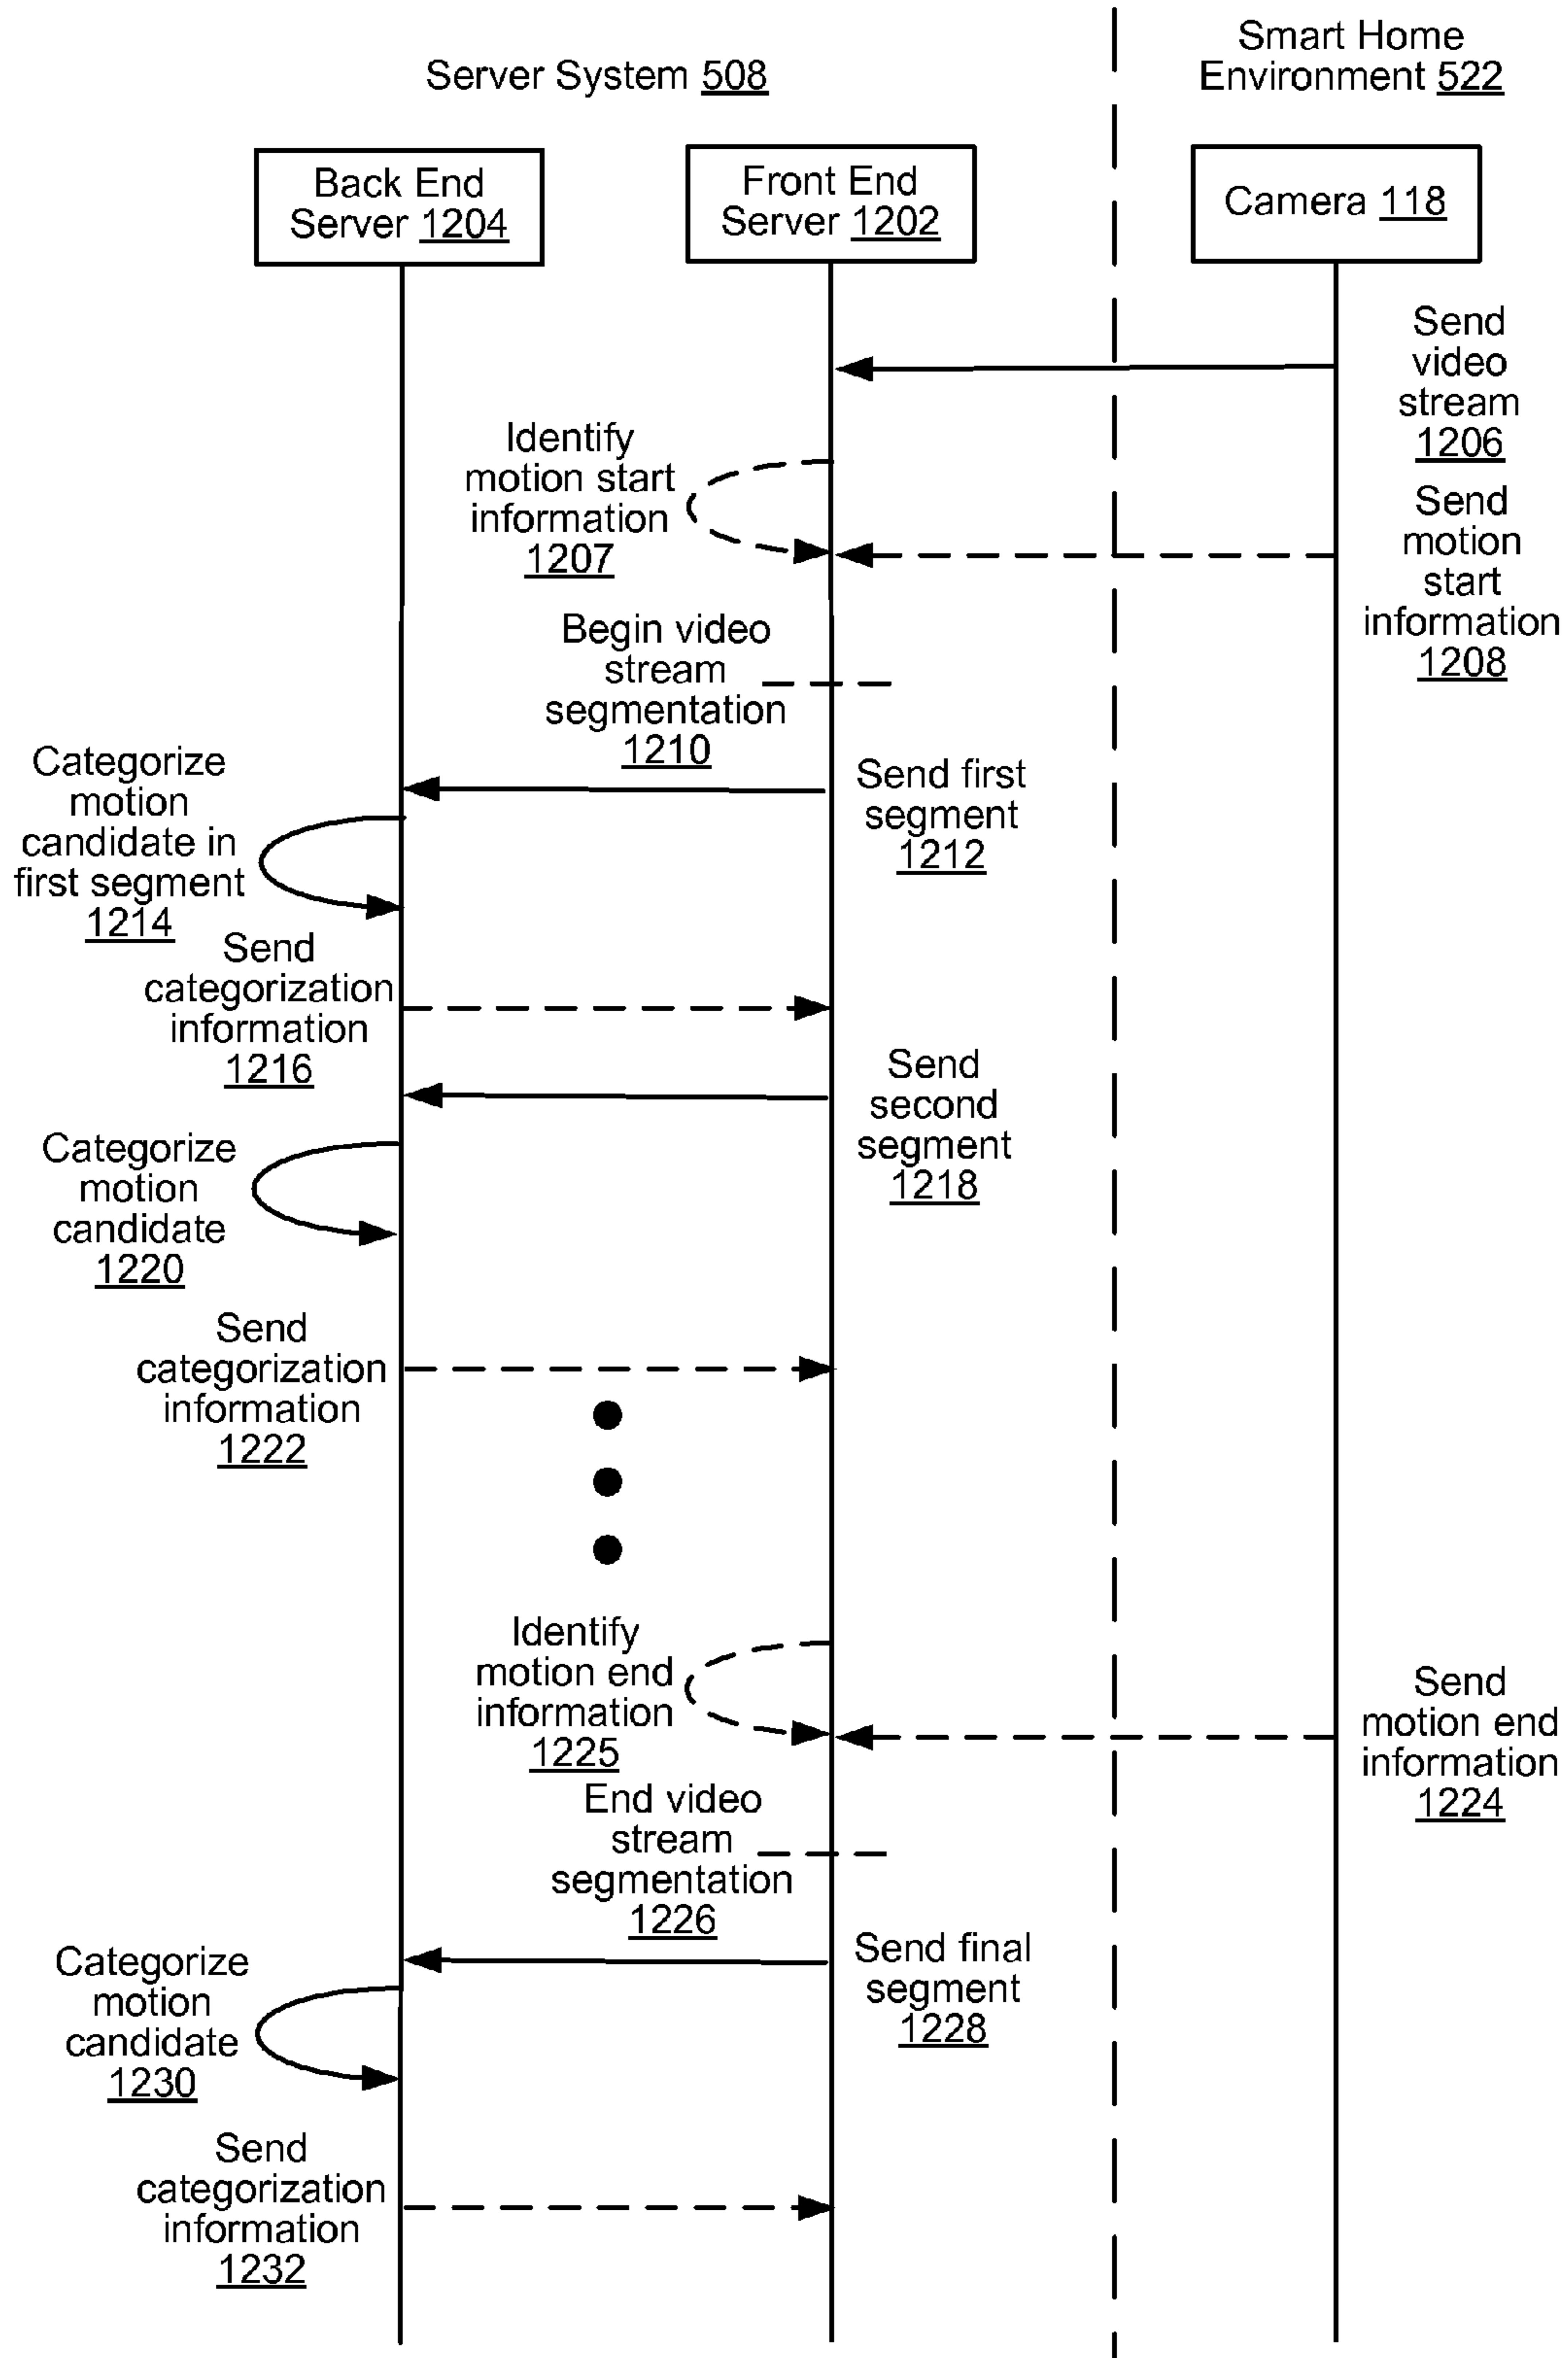 Server System 508
Smart Home
Environment 522
Back End
Server 1204
Front End
Server 1202
Camera 118
Send
video
stream
1206
Identify
motion start
information
1207
Send
motion
start
information
1208
Begin video
stream
segmentation
1210
Categorize
motion
candidate in
first segment
1214
Send first
segment
1212
Send
categorization
information
1216
Send
second
segment
1218
Categorize
motion
candidate
1220
Send
categorization
information
1222
Identify
motion end
information
1225
Send
motion end
information
1224
End video
stream
segmentation
1226
Send final
segment
1228
Categorize
motion
candidate
1230
Send
categorization
information
1232